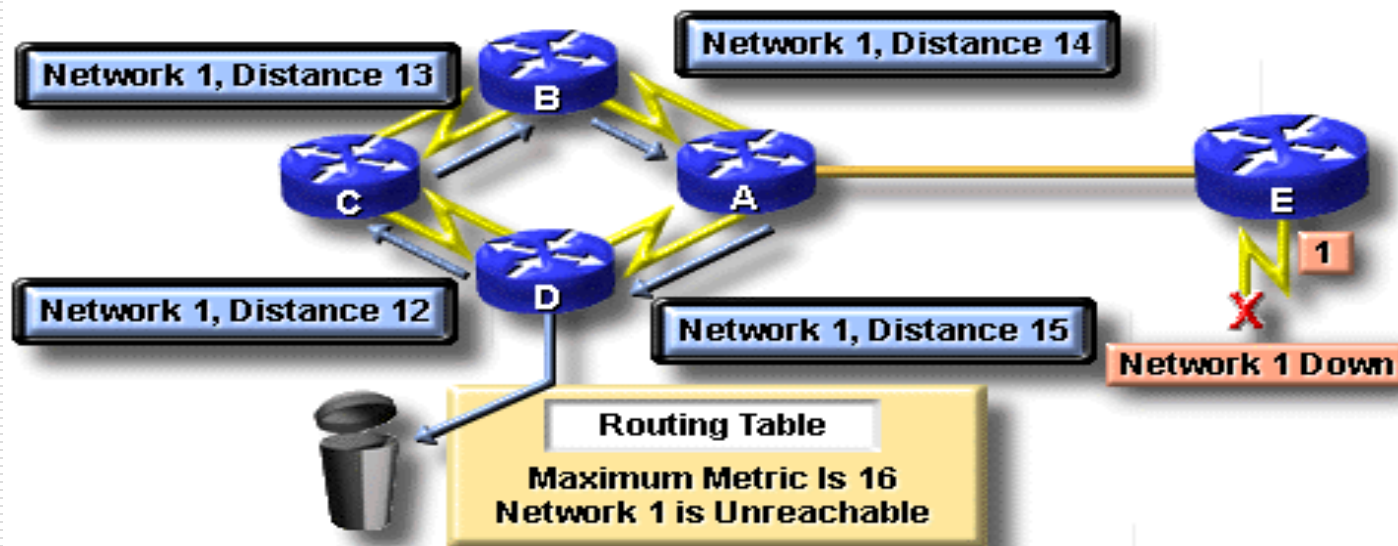 Network 1, Distance 13
Network 1, Distance 14
B
C
A
E
D
1
Network 1, Distance 12
Network 1, Distance 15
Network 1 Down
Routing Table
Maximum Metric Is 16
Network 1 is Unreachable